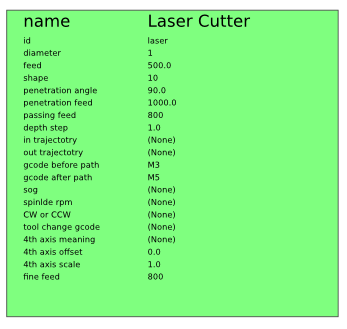 name Laser Cutter
id laser
diameter 1
feed 500.0
shape 10
penetration angle 90.0
penetration feed 1000.0
passing feed 800
depth step 1.0
in trajectotry (None)
out trajectotry (None)
gcode before path M3
gcode after path M5
sog (None)
spinlde rpm (None)
CW or CCW (None)
tool change gcode (None)
4th axis meaning (None)
4th axis offset 0.0
4th axis scale 1.0
fine feed 800